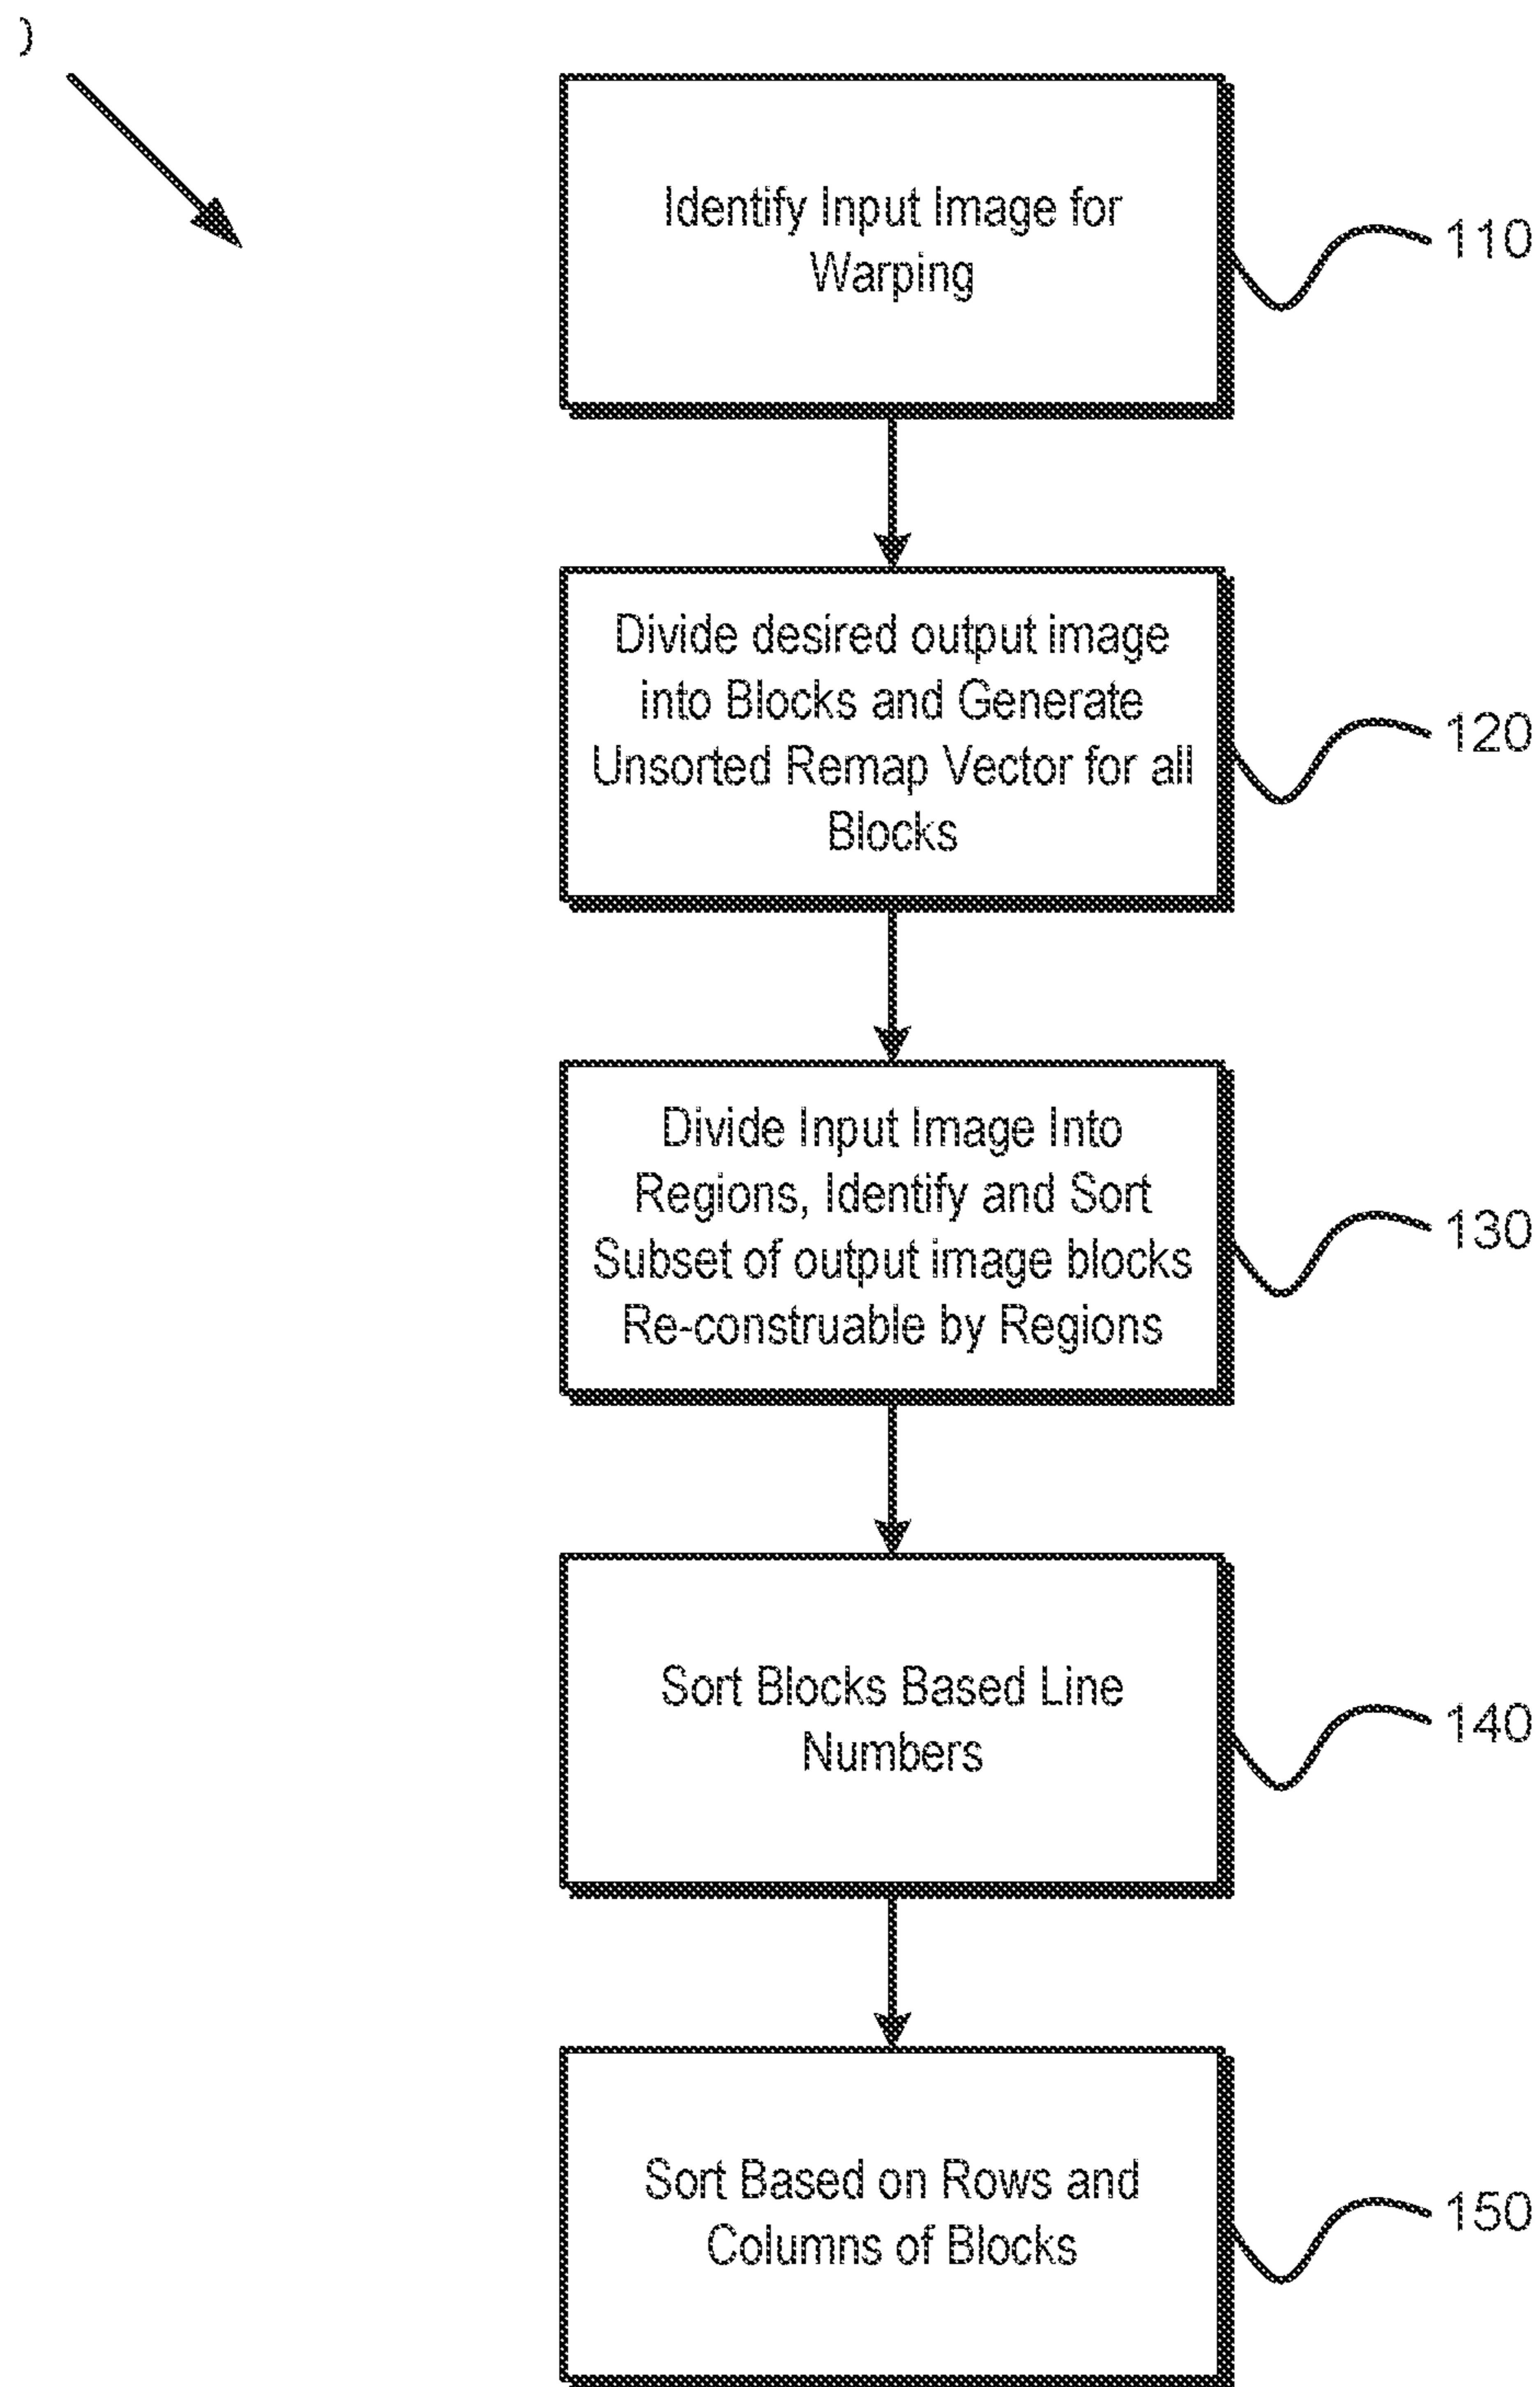 Identify Input Image for
Warping
110
Divide desired output image
into Blocks and Generate
Unsorted Remap Vector for all
Blocks
120
Divide Input Image Into
Regions, Identify and Sort
Subset of output image blocks
Re-construable by Regions
130
Sort Blocks Based Line
Numbers
140
Sort Based on Rows and
Columns of Blocks
150